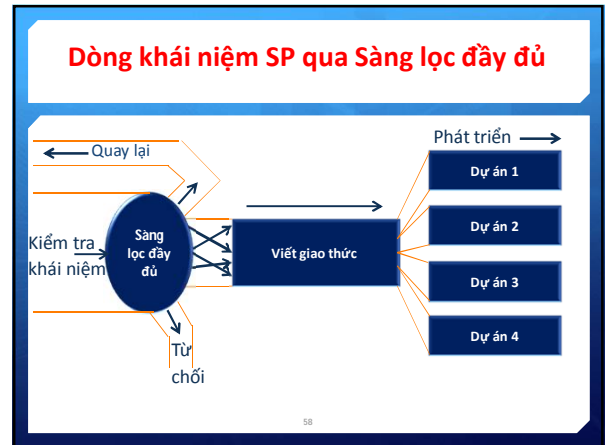 Dòng khái niệm SP qua Sàng lọc đầy đủ
Quay lại
Phát triển
Kiểm tra
khái niệm
Sàng
lọc đầy
đủ
Viết giao thức
Dự án 1
Dự án 2
Dự án 3
Dự án 4
Từ
chối
58